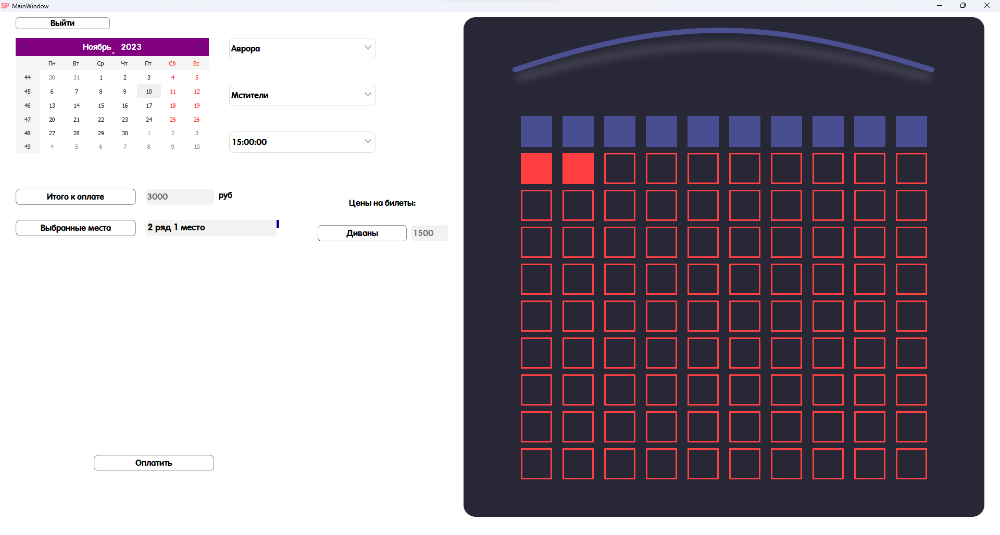 SP MainWindow
Выйти
Ноябрь 2023
Пн Вт Ср Чт Пт Сб Вс
44 30 31 1 2 3 4 5
45 6 7 8 9 10 11 12
46 13 14 15 16 17 18 19
47 20 21 22 23 24 25 26
48 27 28 29 30 1 2 3
49 4 5 6 7 8 9 10
Аврора
Мстители
15:00:00
Итого к оплате 3000 руб
Выбранные места 2 ряд 1 место
Цены на билеты:
Диваны 1500
Оплатить